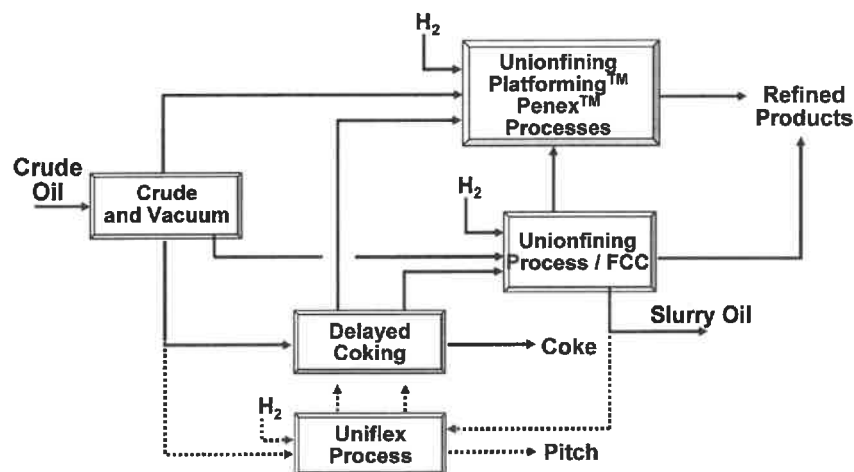 H2
Unionfining
Platforming™
Penex™
Processes
Refined
Products
Crude
Oil
Crude
and Vacuum
H2
Unionfining
Process / FCC
Slurry Oil
Delayed
Coking
Coke
H2
Uniflex
Process
Pitch